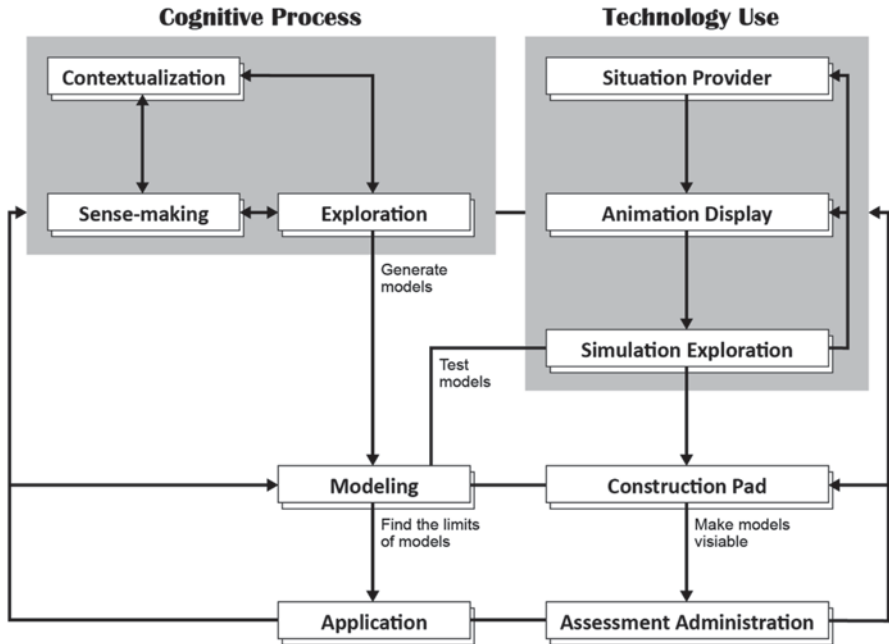 Cognitive Process
Technology Use
Contextualization
Situation Provider
Sense-making
Exploration
Animation Display
Generate
models
Simulation Exploration
Test
models
Modeling
Construction Pad
Find the limits
of models
Make models
visiable
Application
Assessment Administration